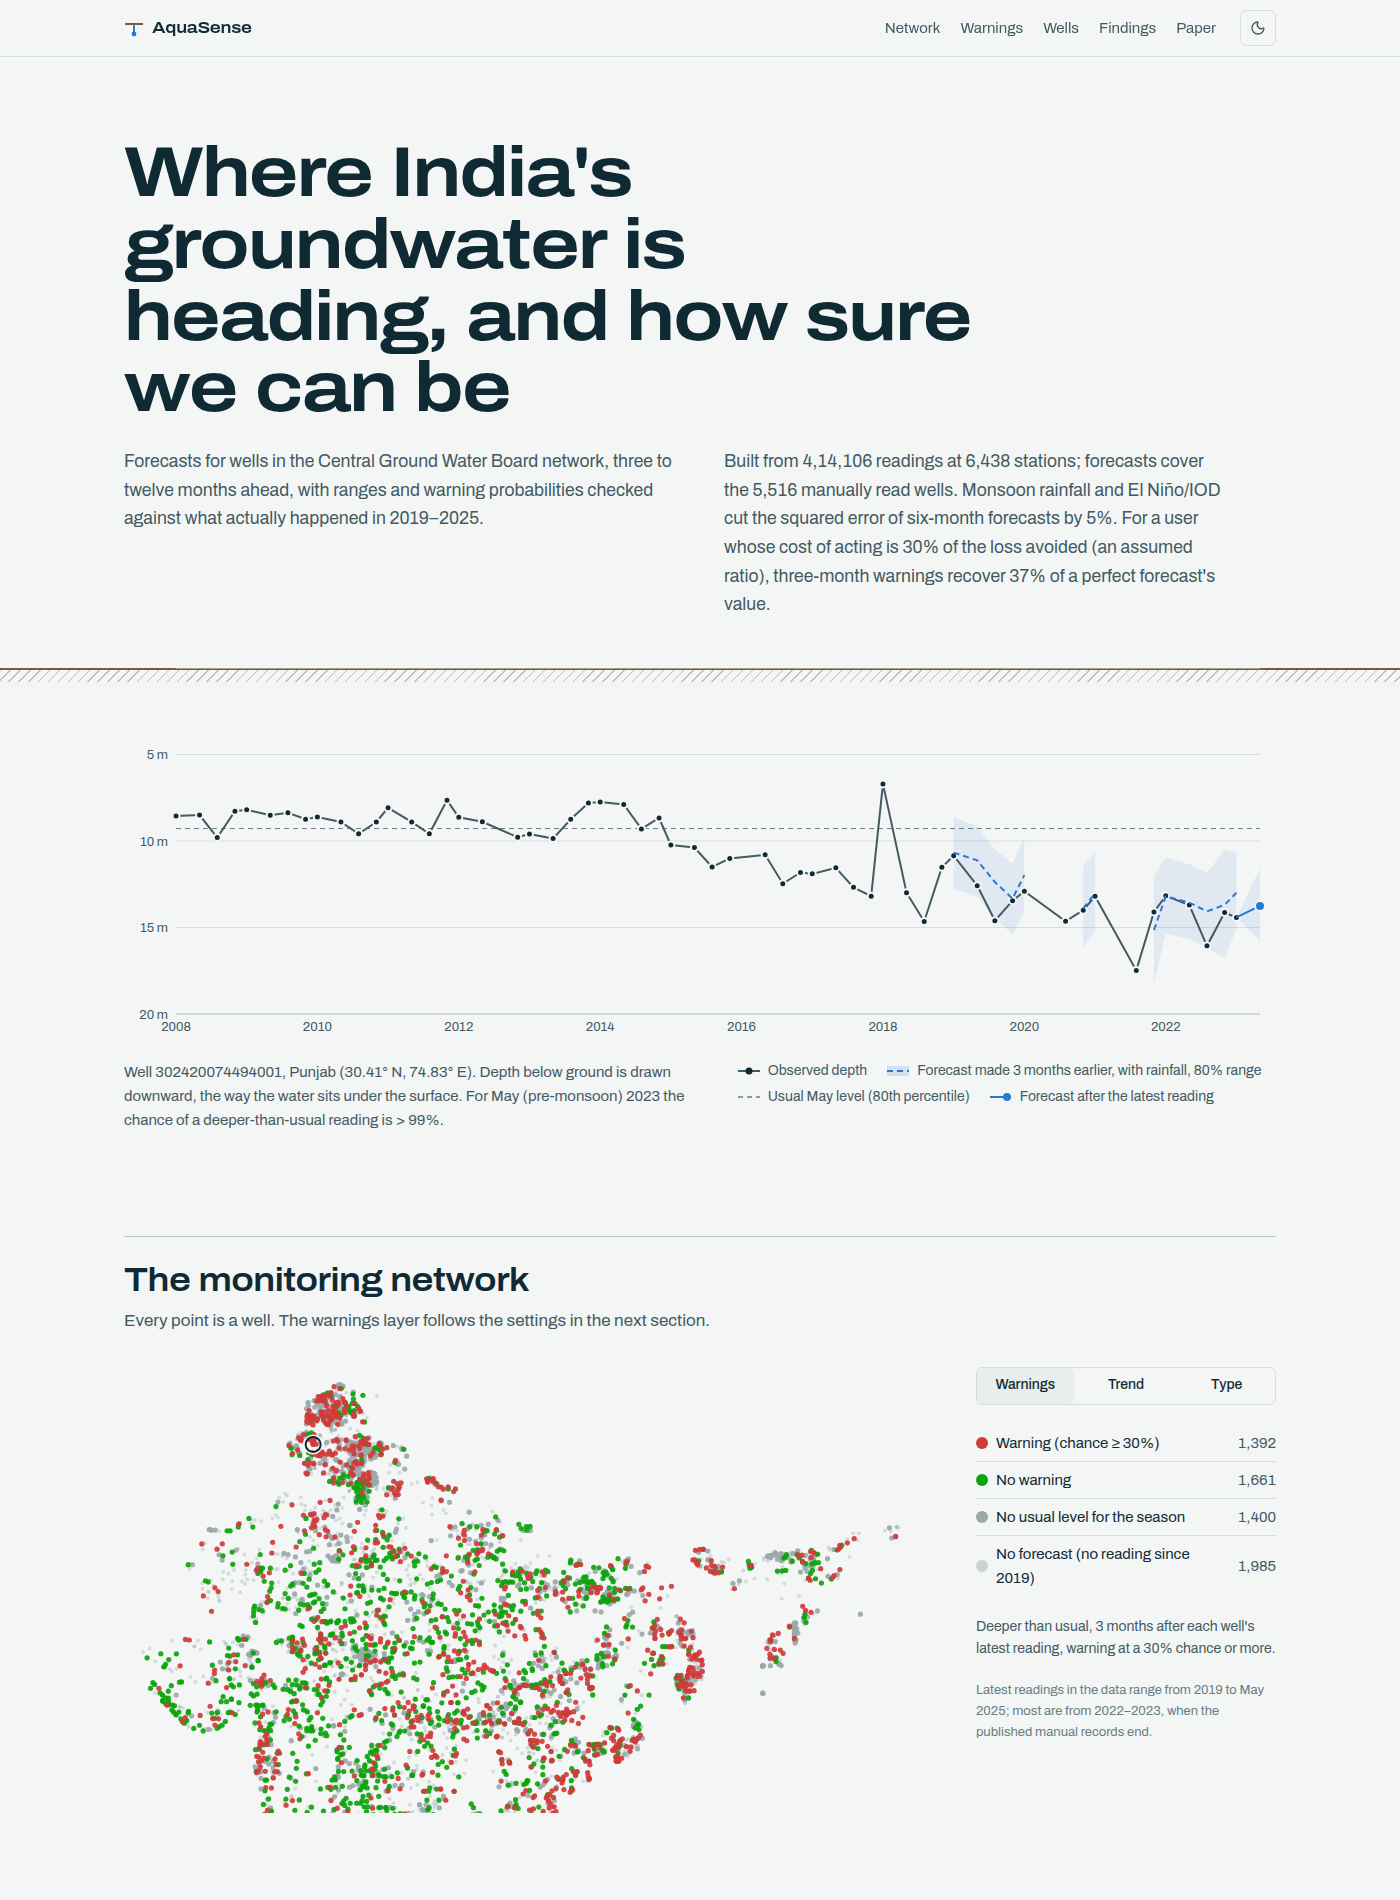 AquaSense
Network Warnings Wells Findings Paper
Where India's
groundwater is
heading, and how sure
we can be
Forecasts for wells in the Central Ground Water Board network, three to
twelve months ahead, with ranges and warning probabilities checked
against what actually happened in 2019–2025.
Built from 4,14,106 readings at 6,438 stations; forecasts cover
the 5,516 manually read wells. Monsoon rainfall and El Niño/IOD
cut the squared error of six-month forecasts by 5%. For a user
whose cost of acting is 30% of the loss avoided (an assumed
ratio), three-month warnings recover 37% of a perfect forecast's
value.
5 m
10 m
15 m
20 m
2008 2010 2012 2014 2016 2018 2020 2022
Well 302420074494001, Punjab (30.41° N, 74.83° E). Depth below ground is drawn
downward, the way the water sits under the surface. For May (pre-monsoon) 2023 the
chance of a deeper-than-usual reading is > 99%.
Observed depth Forecast made 3 months earlier, with rainfall, 80% range
Usual May level (80th percentile) Forecast after the latest reading
The monitoring network
Every point is a well. The warnings layer follows the settings in the next section.
Warnings Trend Type
Warning (chance ≥ 30%) 1,392
No warning 1,661
No usual level for the season 1,400
No forecast (no reading since
2019) 1,985
Deeper than usual, 3 months after each well's
latest reading, warning at a 30% chance or more.
Latest readings in the data range from 2019 to May
2025; most are from 2022–2023, when the
published manual records end.